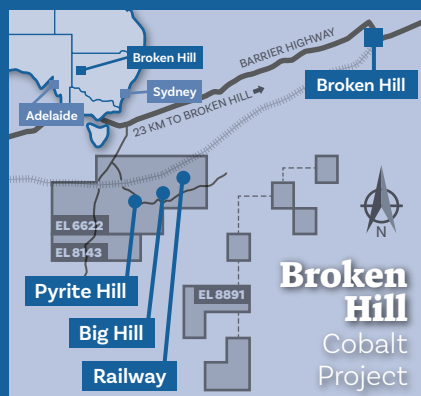 Broken Hill
Sydney
Adelaide
BARRIER HIGHWAY
23 KM TO BROKEN HILL
Broken Hill
EL 6622
EL 8143
EL 8891
N
Pyrite Hill
Big Hill
Railway
Broken
Hill
Cobalt
Project